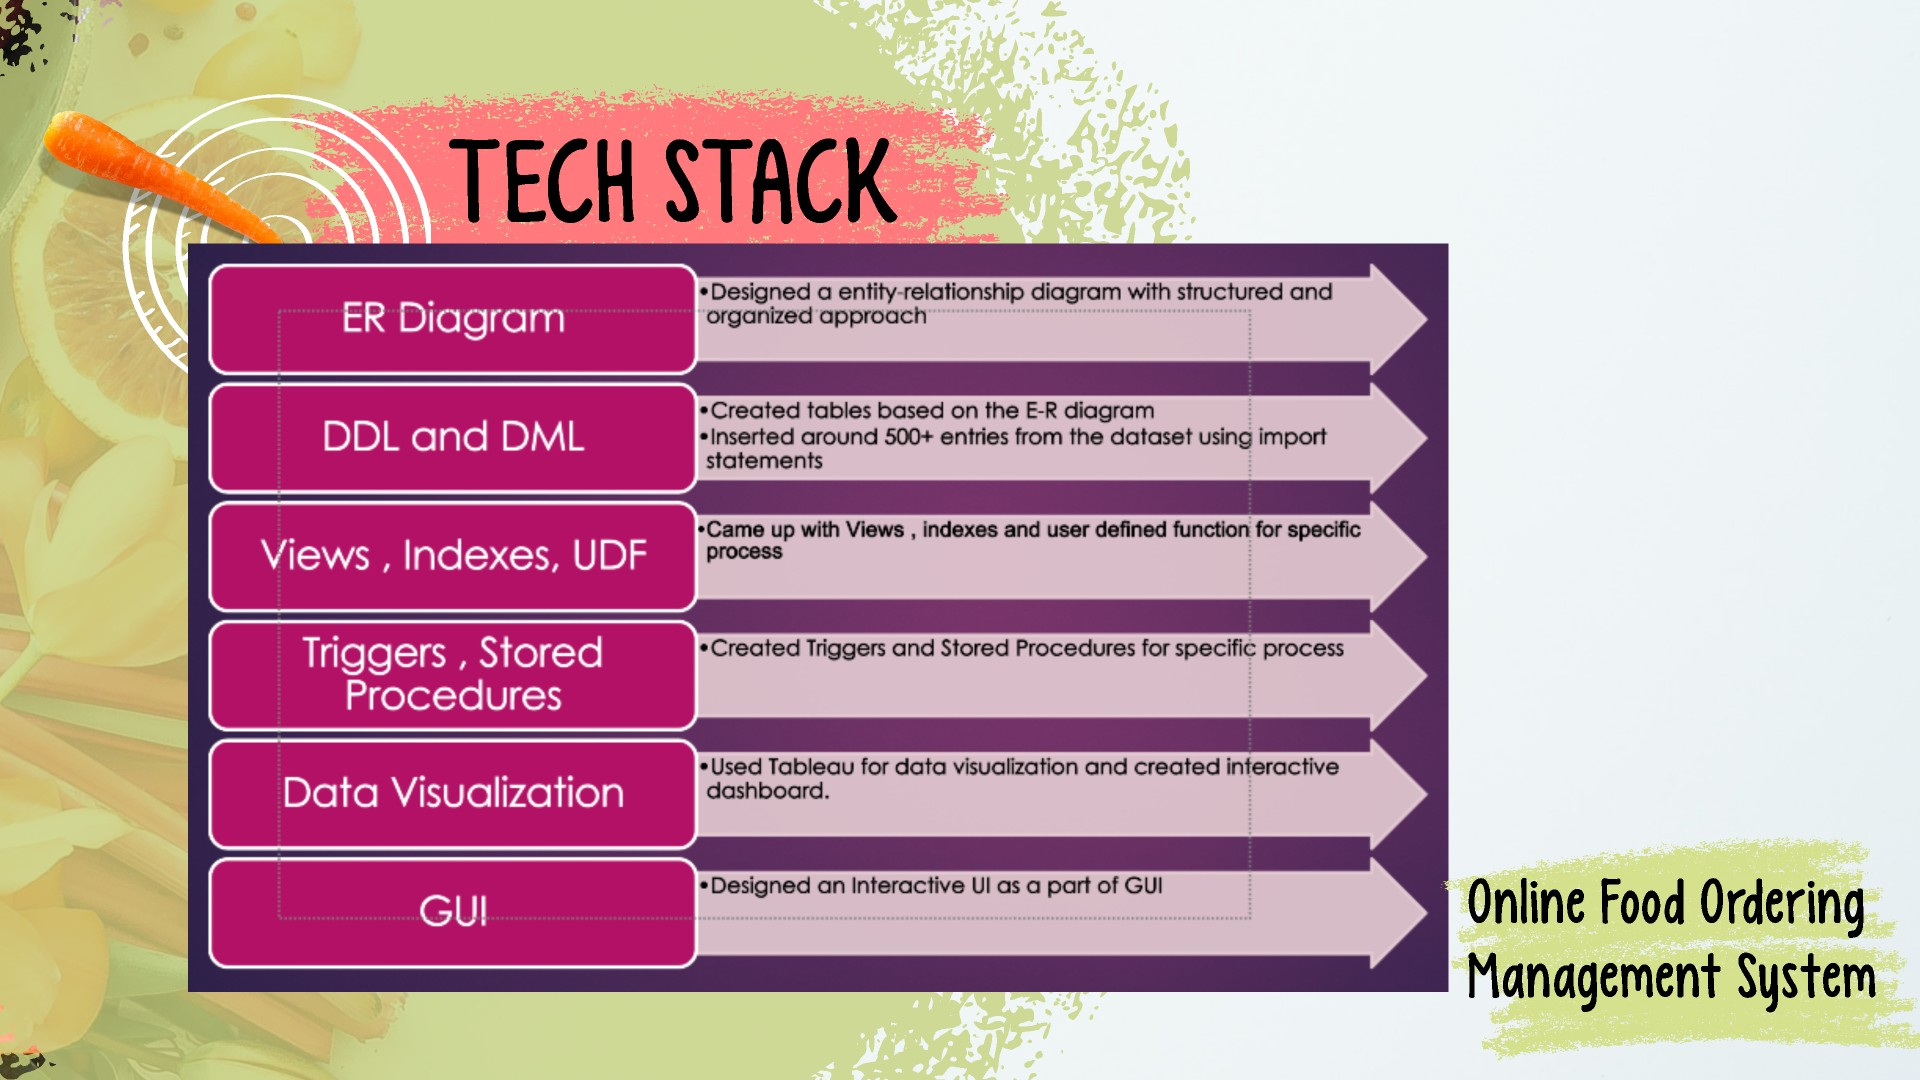 TECH STACK
ER Diagram
•Designed a entity-relationship diagram with structured and
organized approach
DDL and DML
•Created tables based on the E-R diagram
•Inserted around 500+ entries from the dataset using import
statements
Views , Indexes, UDF
•Came up with Views , indexes and user defined function for specific
process
Triggers , Stored
Procedures
•Created Triggers and Stored Procedures for specific process
Data Visualization
•Used Tableau for data visualization and created interactive
dashboard.
GUI
•Designed an Interactive UI as a part of GUI
Online Food Ordering
Management System